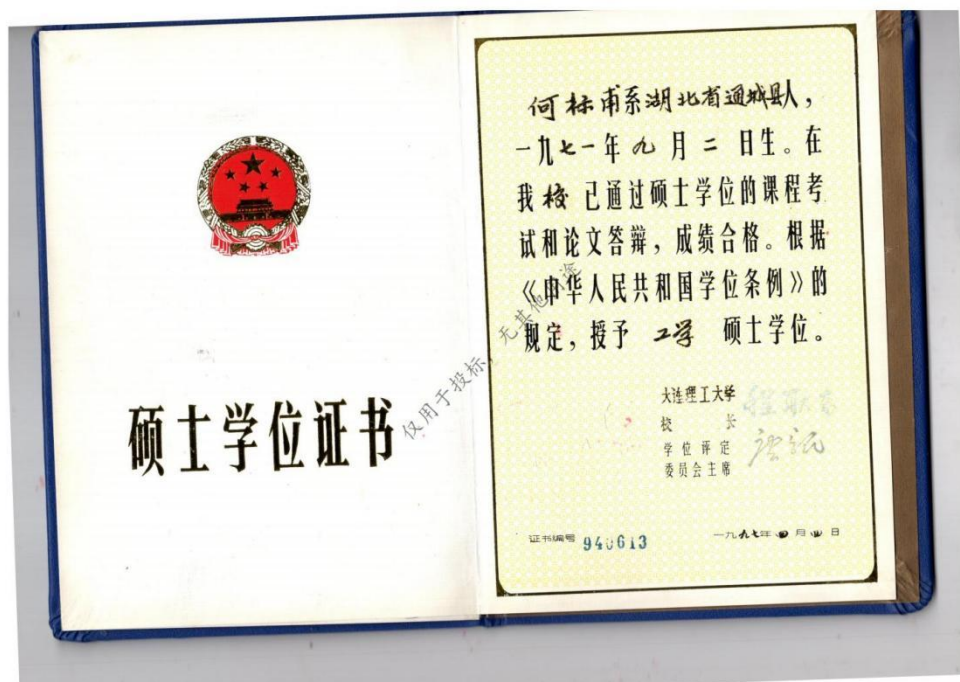 硕士学位证书
何标甫系湖北省通城县人，
一九七一年九月二日生。在
我校已通过硕士学位的课程考
试和论文答辩，成绩合格。根据
《中华人民共和国学位条例》的
规定，授予 工学 硕士学位。
大连理工大学
校 长
学位评定
委员会主席
证书编号 940613
一九九七年四月四日
仅用于投标，无其他用途